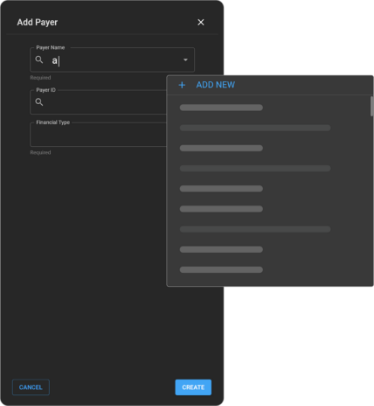 Add Payer
Payer Name
a
Required
+ ADD NEW
Payer ID
Financial Type
Required
CANCEL
CREATE